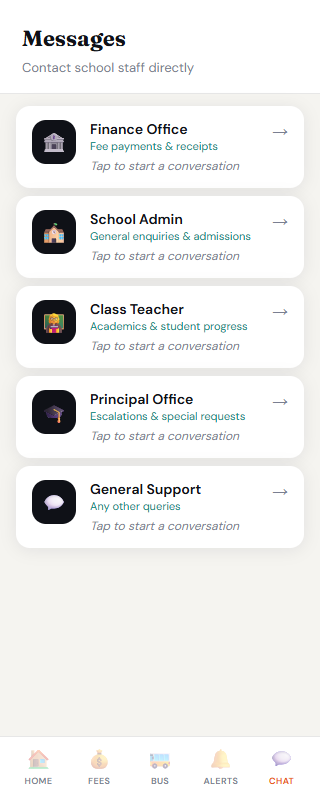 Messages
Contact school staff directly
Finance Office →
Fee payments & receipts
Tap to start a conversation
School Admin →
General enquiries & admissions
Tap to start a conversation
Class Teacher →
Academics & student progress
Tap to start a conversation
Principal Office →
Escalations & special requests
Tap to start a conversation
General Support →
Any other queries
Tap to start a conversation
HOME FEES BUS ALERTS CHAT